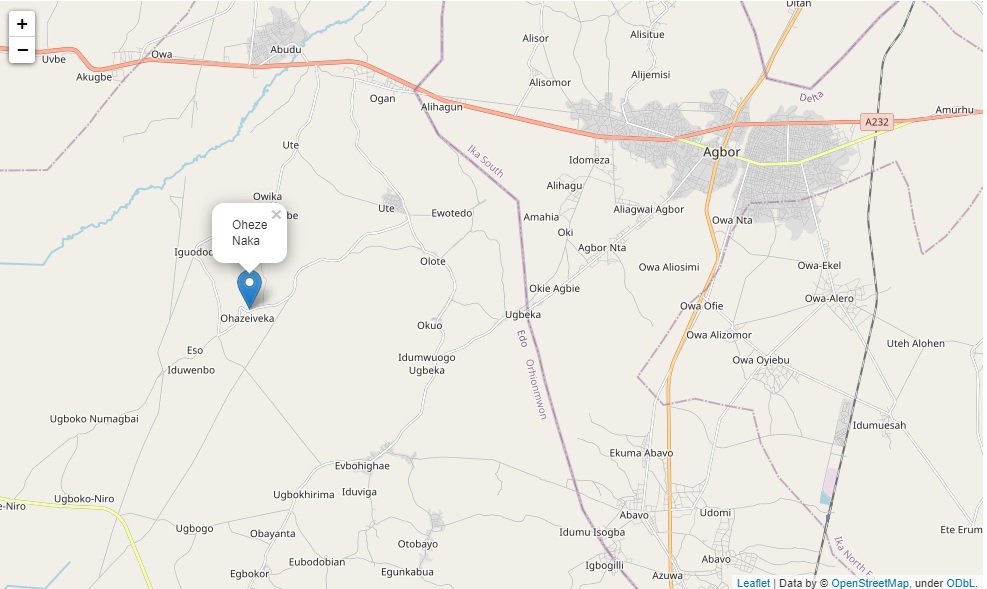 +
−
Ditan
Alisor
Alisitue
Abudu
Owa
Uvbe
Akugbe
Alisomor
Alijemisi
Ogan
Alihagun
Delta
Amurhu
A232
Ute
Ika South
Agbor
Idomeza
Alihagu
Owika
Ute
Ewotedo
Amahia
Aliagwai Agbor
Owa Nta
×
Oheze
Naka
be
Oki
Iguodoc
Agbor Nta
Olote
Owa Aliosimi
Owa-Ekel
Okie Agbie
Owa-Alero
Owa Ofie
Ohazeiveka
Ugbeka
Okuo
Owa Alizomor
Edo
Orhionmwon
Uteh Alohen
Eso
Idumwuogo
Ugbeka
Owa Oyiebu
Iduwenbo
Ugboko Numagbai
Idumuesah
Ekuma Abavo
Evbohighae
Ugbokhirima
Iduviga
Ugboko-Niro
e-Niro
Abavo
Udomi
Ugbogo
Obayanta
Idumu Isogba
Ete Erum
Otobayo
Ika North E
Eubodobian
Egbokor
Egunkabua
Igbogilli
Abavo
Azuwa
Leaflet | Data by © OpenStreetMap, under ODbL.